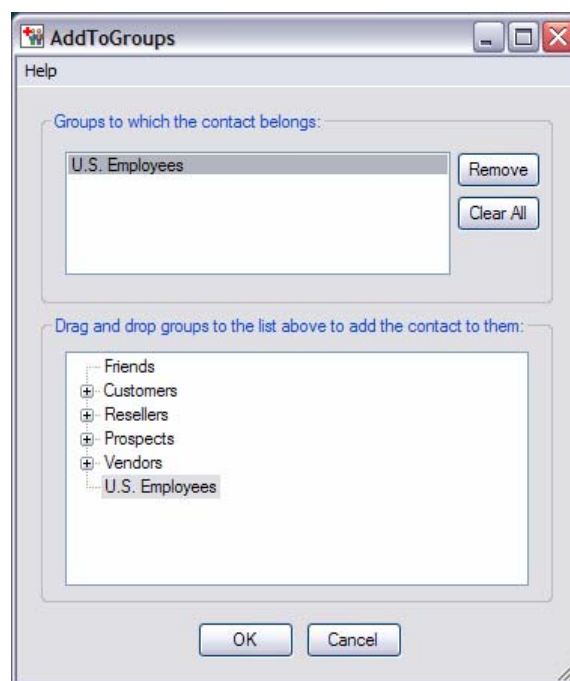 AddToGroups
Help
Groups to which the contact belongs:
U.S. Employees
Remove
Clear All
Drag and drop groups to the list above to add the contact to them:
Friends
Customers
Resellers
Prospects
Vendors
U.S. Employees
OK
Cancel